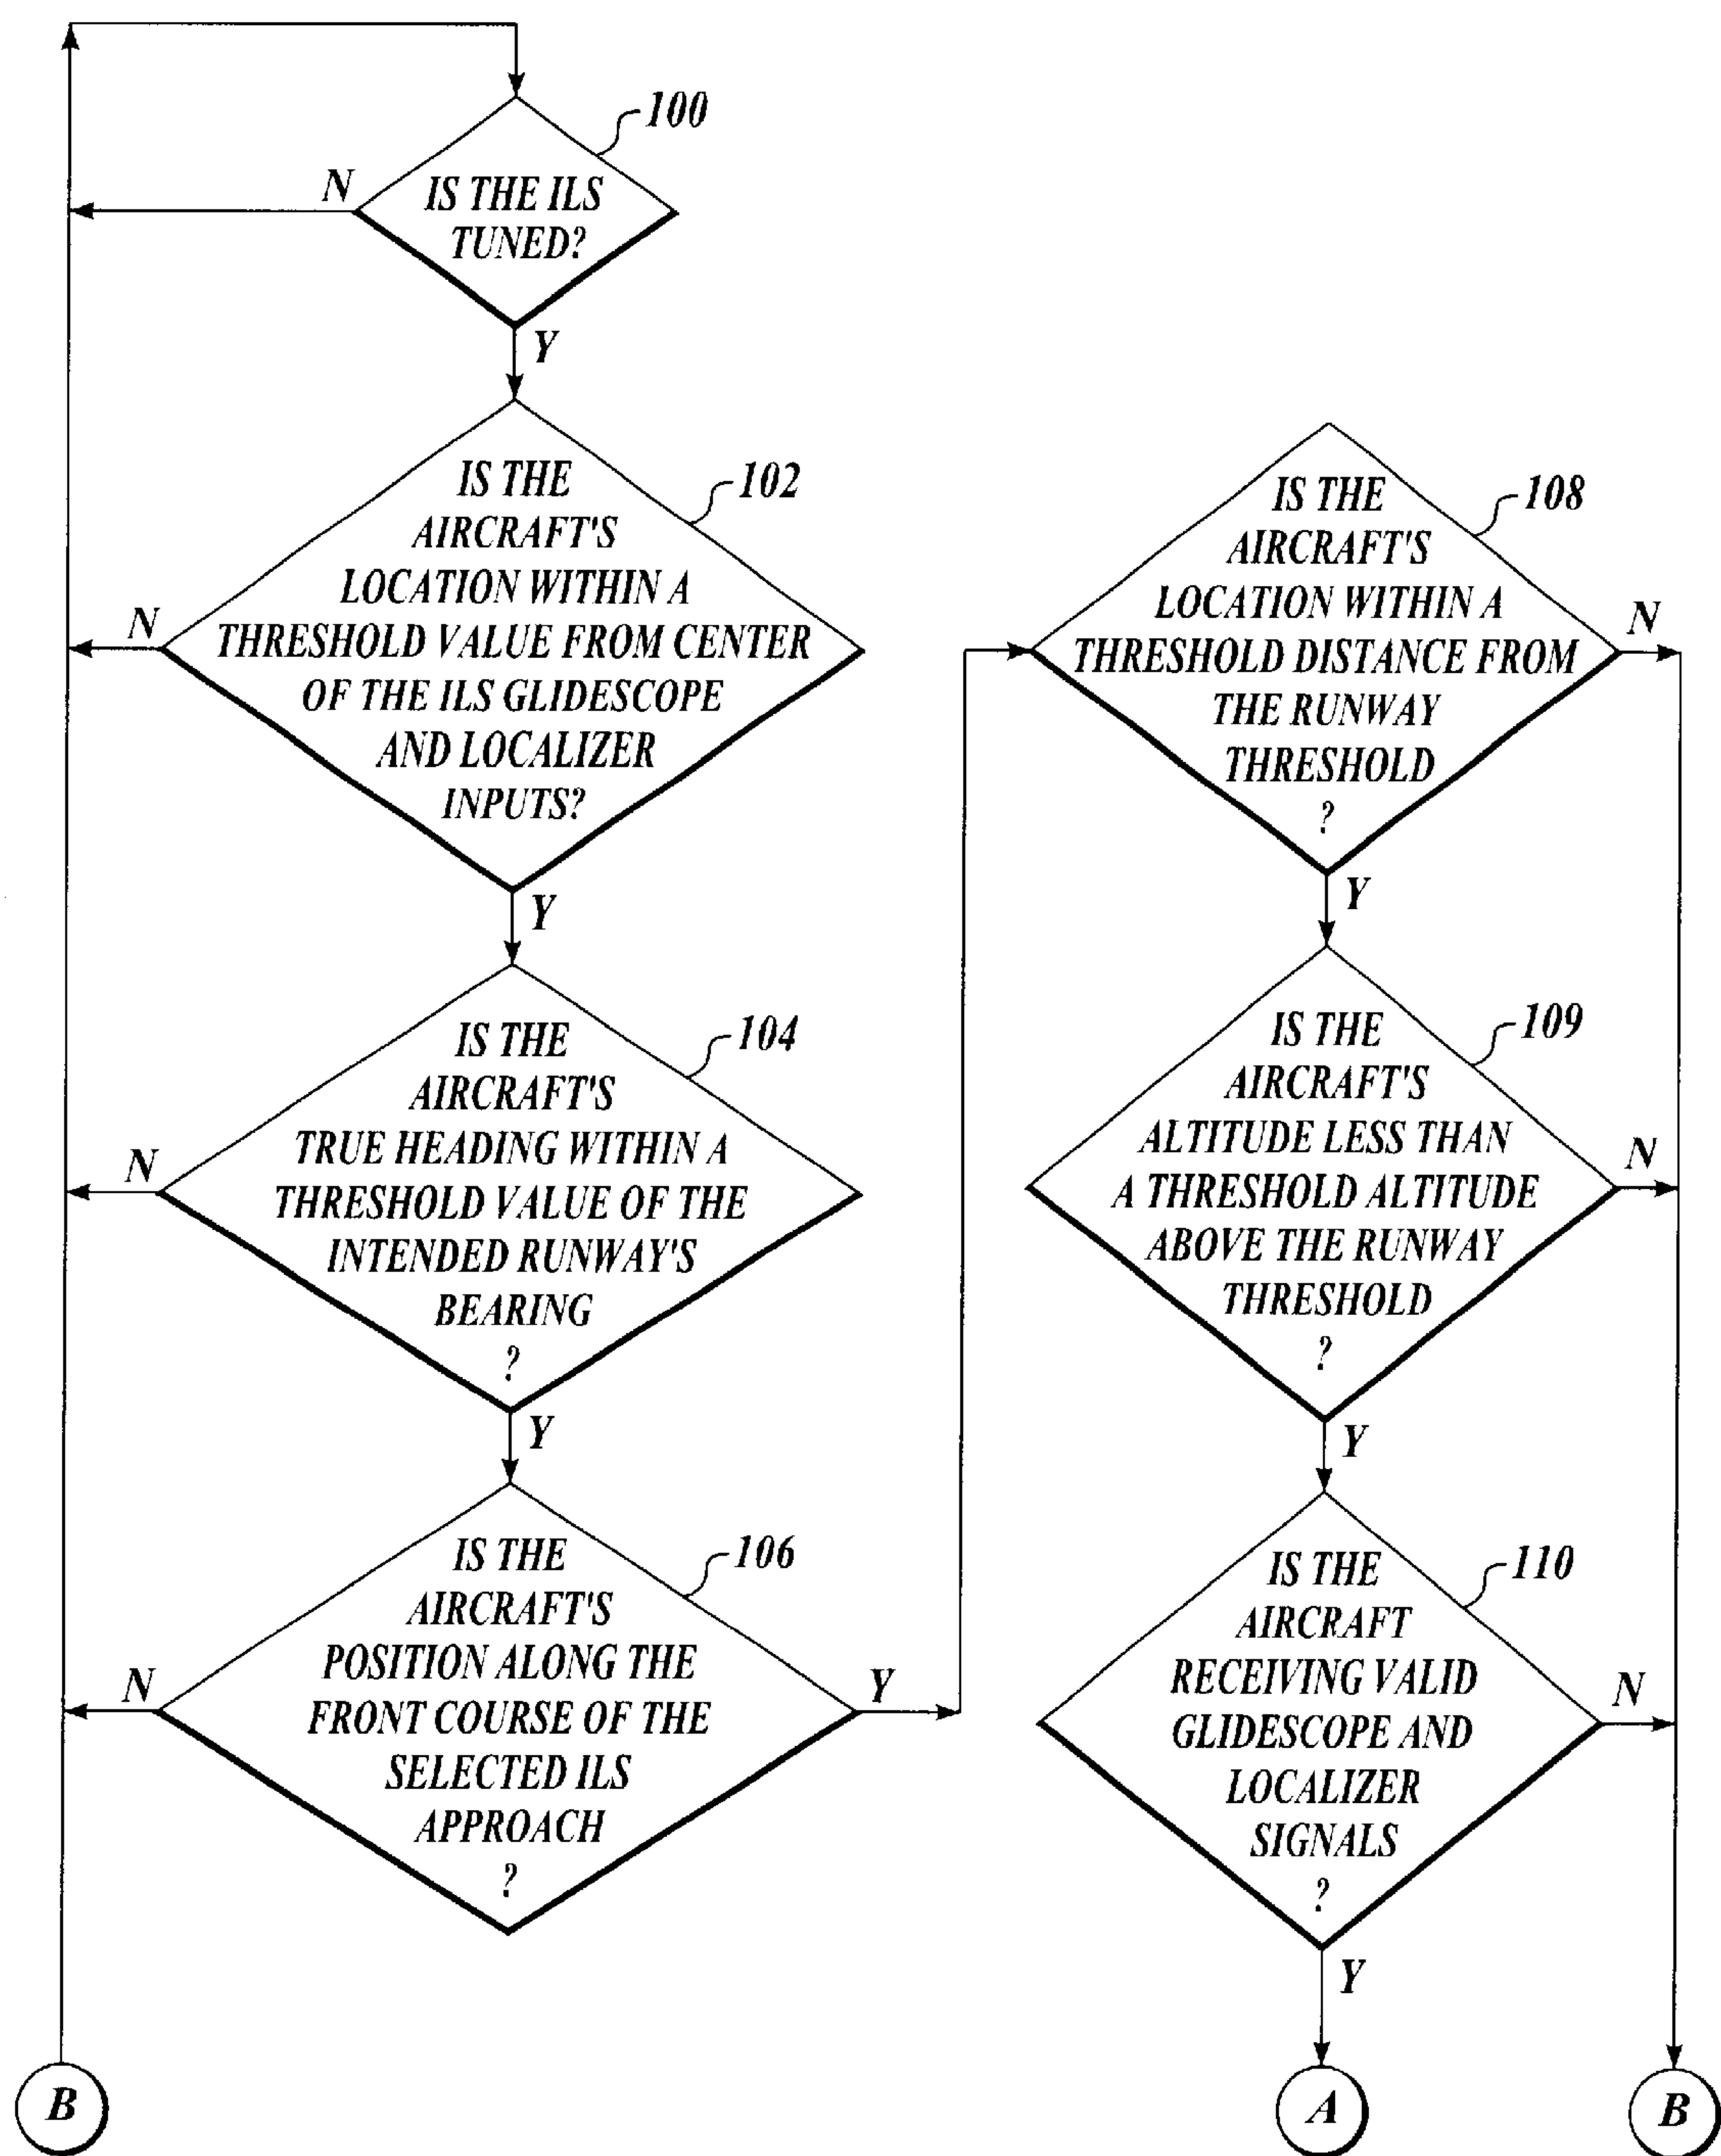 100
N
IS THE ILS
TUNED?
Y
102
IS THE
AIRCRAFT'S
LOCATION WITHIN A
THRESHOLD VALUE FROM CENTER
OF THE ILS GLIDESCOPE
AND LOCALIZER
INPUTS?
N
Y
104
IS THE
AIRCRAFT'S
TRUE HEADING WITHIN A
THRESHOLD VALUE OF THE
INTENDED RUNWAY'S
BEARING
?
N
Y
106
IS THE
AIRCRAFT'S
POSITION ALONG THE
FRONT COURSE OF THE
SELECTED ILS
APPROACH
?
N
Y
B
108
IS THE
AIRCRAFT'S
LOCATION WITHIN A
THRESHOLD DISTANCE FROM
THE RUNWAY
THRESHOLD
?
N
Y
109
IS THE
AIRCRAFT'S
ALTITUDE LESS THAN
A THRESHOLD ALTITUDE
ABOVE THE RUNWAY
THRESHOLD
?
N
Y
110
IS THE
AIRCRAFT
RECEIVING VALID
GLIDESCOPE AND
LOCALIZER
SIGNALS
?
N
Y
A
B